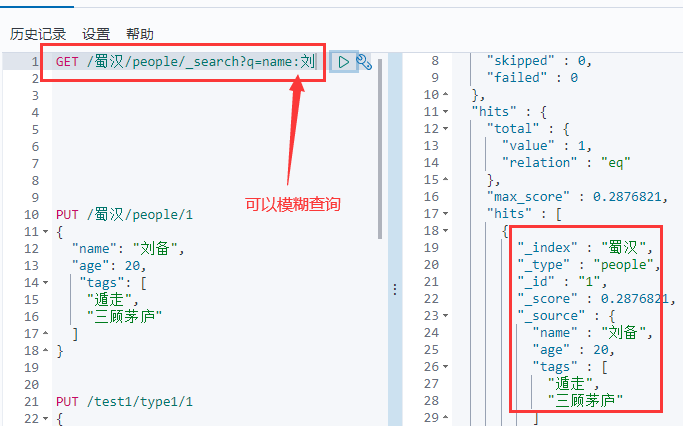 历史记录 设置 帮助
1 GET /蜀汉/people/_search?q=name:刘
2
3
4
5
6
7
8
9
可以模糊查询
10 PUT /蜀汉/people/1
11 {
12 "name": "刘备",
13 "age": 20,
14 "tags": [
15 "遁走",
16 "三顾茅庐"
17 ]
18 }
19
20
21 PUT /test1/type1/1
22 {
8 "skipped" : 0,
9 "failed" : 0
10 },
11 "hits" : {
12 "total" : {
13 "value" : 1,
14 "relation" : "eq"
15 },
16 "max_score" : 0.2876821,
17 "hits" : [
18 {
19 "_index" : "蜀汉",
20 "_type" : "people",
21 "_id" : "1",
22 "_score" : 0.2876821,
23 "_source" : {
24 "name" : "刘备",
25 "age" : 20,
26 "tags" : [
27 "遁走",
28 "三顾茅庐"
29 ]